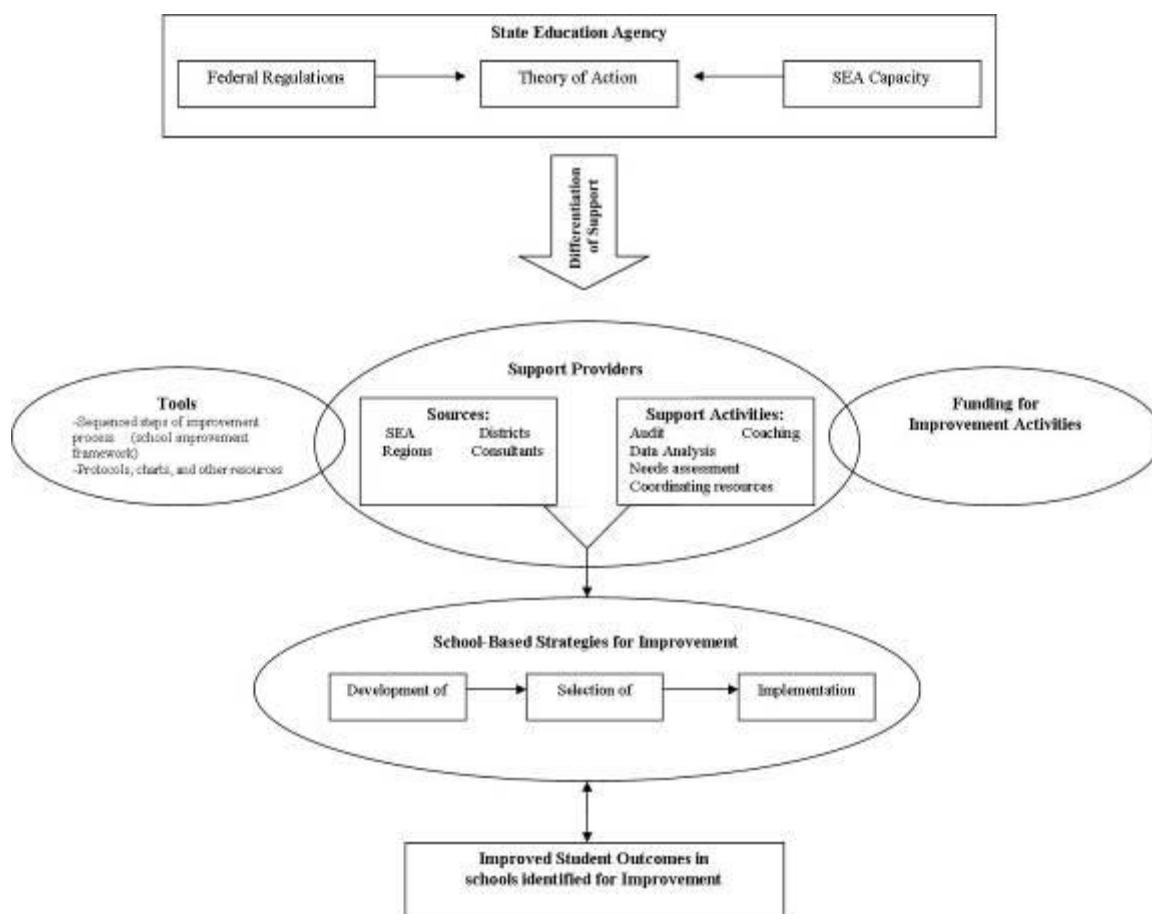 State Education Agency
Federal Regulations
Theory of Action
SEA Capacity
Differentiation
of Support
Support Providers
Tools
-Sequenced steps of improvement
process (school improvement
framework)
-Protocols, charts, and other resources
Sources:
SEA Districts
Regions Consultants
Support Activities:
Audit Coaching
Data Analysis
Needs assessment
Coordinating resources
Funding for
Improvement Activities
School-Based Strategies for Improvement
Development of
Selection of
Implementation
Improved Student Outcomes in
schools identified for Improvement